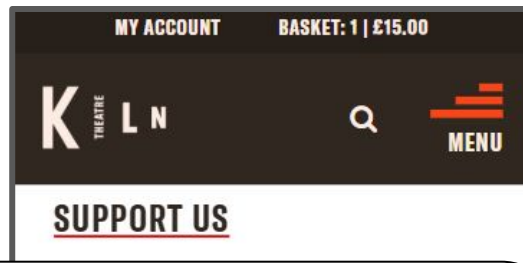 MY ACCOUNT BASKET: 1 | £15.00
K THEATRE L N
MENU
SUPPORT US